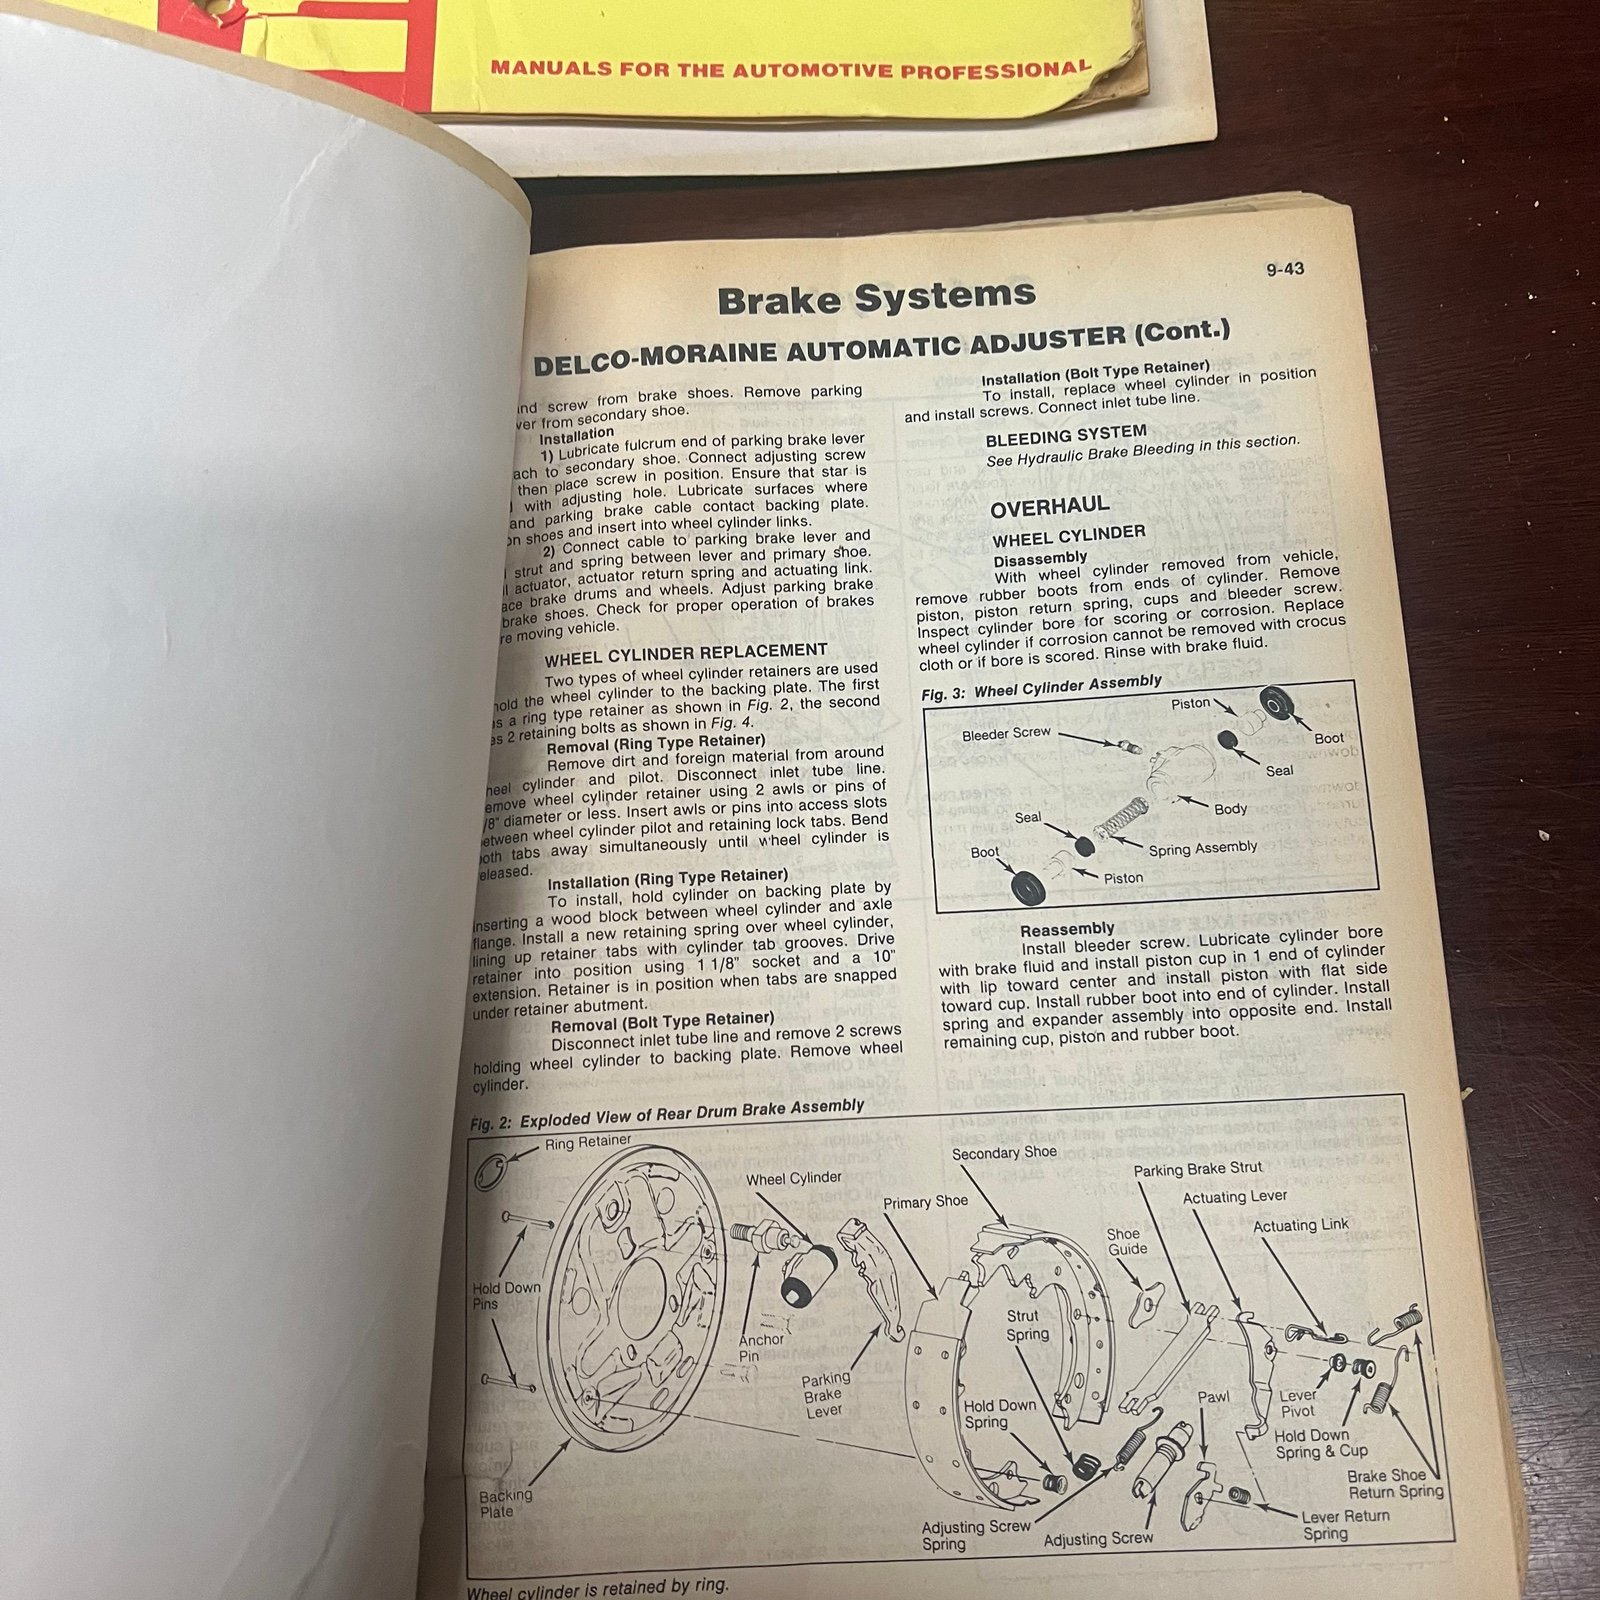 MANUALS FOR THE AUTOMOTIVE PROFESSIONAL
9-43
Brake Systems
DELCO-MORAINE AUTOMATIC ADJUSTER (Cont.)
screw from brake shoes. Remove parking
from secondary shoe.
Installation
1) Lubricate fulcrum end of parking brake lever
to secondary shoe. Connect adjusting screw
then place screw in position. Ensure that star is
with adjusting hole. Lubricate surfaces where
and parking brake cable contact backing plate.
shoes and insert into wheel cylinder links.
2) Connect cable to parking brake lever and
strut and spring between lever and primary shoe.
actuator, actuator return spring and actuating link.
brake drums and wheels. Adjust parking brake
brake shoes. Check for proper operation of brakes
moving vehicle.
WHEEL CYLINDER REPLACEMENT
Two types of wheel cylinder retainers are used
hold the wheel cylinder to the backing plate. The first
a ring type retainer as shown in Fig. 2, the second
2 retaining bolts as shown in Fig. 4.
Removal (Ring Type Retainer)
Remove dirt and foreign material from around
cylinder and pilot. Disconnect inlet tube line.
wheel cylinder retainer using 2 awls or pins of
diameter or less. Insert awls or pins into access slots
between wheel cylinder pilot and retaining lock tabs. Bend
both tabs away simultaneously until wheel cylinder is
released.
Installation (Ring Type Retainer)
To install, hold cylinder on backing plate by
inserting a wood block between wheel cylinder and axle
flange. Install a new retaining spring over wheel cylinder,
lining up retainer tabs with cylinder tab grooves. Drive
retainer into position using 1 1/8" socket and a 10"
extension. Retainer is in position when tabs are snapped
under retainer abutment.
Removal (Bolt Type Retainer)
Disconnect inlet tube line and remove 2 screws
holding wheel cylinder to backing plate. Remove wheel
cylinder.
Installation (Bolt Type Retainer)
To install, replace wheel cylinder in position
and install screws. Connect inlet tube line.
BLEEDING SYSTEM
See Hydraulic Brake Bleeding in this section.
OVERHAUL
WHEEL CYLINDER
Disassembly
With wheel cylinder removed from vehicle,
remove rubber boots from ends of cylinder. Remove
piston, piston return spring, cups and bleeder screw.
Inspect cylinder bore for scoring or corrosion. Replace
wheel cylinder if corrosion cannot be removed with crocus
cloth or if bore is scored. Rinse with brake fluid.
Fig. 3: Wheel Cylinder Assembly
Piston
Bleeder Screw
Boot
Seal
Body
Seal
Spring Assembly
Boot
Piston
Reassembly
Install bleeder screw. Lubricate cylinder bore
with brake fluid and install piston cup in 1 end of cylinder
with lip toward center and install piston with flat side
toward cup. Install rubber boot into end of cylinder. Install
spring and expander assembly into opposite end. Install
remaining cup, piston and rubber boot.
Fig. 2: Exploded View of Rear Drum Brake Assembly
Ring Retainer
Secondary Shoe
Wheel Cylinder
Parking Brake Strut
Primary Shoe
Actuating Lever
Actuating Link
Shoe
Guide
Hold Down
Pins
Strut
Spring
Anchor
Pin
Parking
Brake
Lever
Hold Down
Spring
Pawl
Lever
Pivot
Hold Down
Spring & Cup
Brake Shoe
Return Spring
Backing
Plate
Adjusting Screw
Spring
Adjusting Screw
Lever Return
Spring
Wheel cylinder is retained by ring.